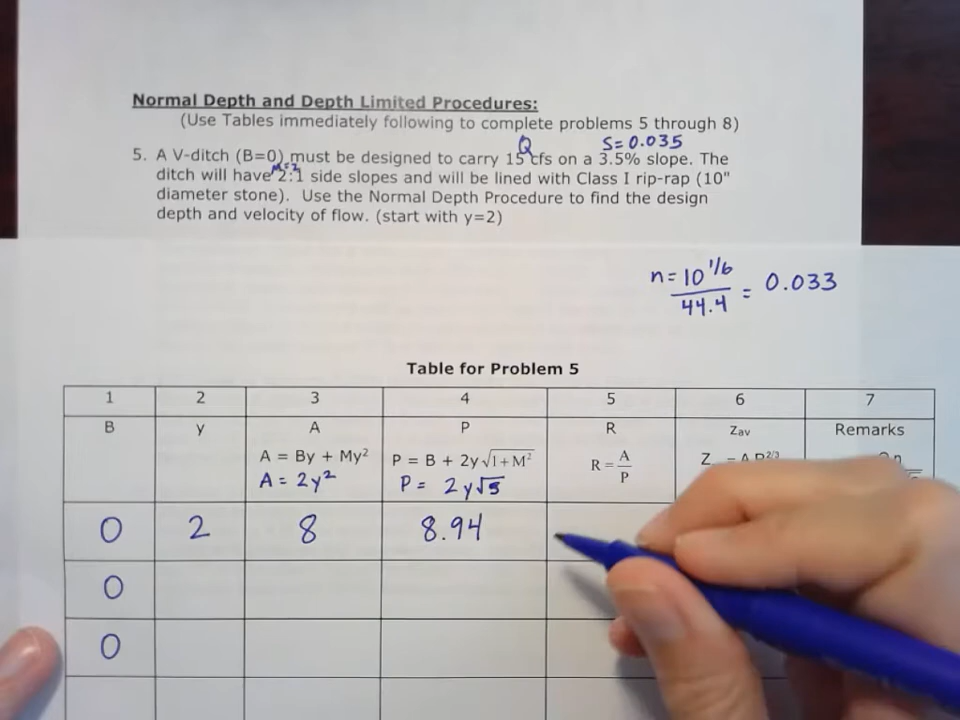 Normal Depth and Depth Limited Procedures:
(Use Tables immediately following to complete problems 5 through 8)
Q S=0.035
5. A V-ditch (B=0) must be designed to carry 15 cfs on a 3.5% slope. The
M=2
ditch will have 2:1 side slopes and will be lined with Class I rip-rap (10"
diameter stone). Use the Normal Depth Procedure to find the design
depth and velocity of flow. (start with y=2)
n = 10^1/6 / 44.4 = 0.033
Table for Problem 5
1 2 3 4 5 6 7
B y A P R Zav Remarks
A = By + My² P = B + 2y√1+M² R = A/P
A = 2y² P = 2y√5
0 2 8 8.94
0
0